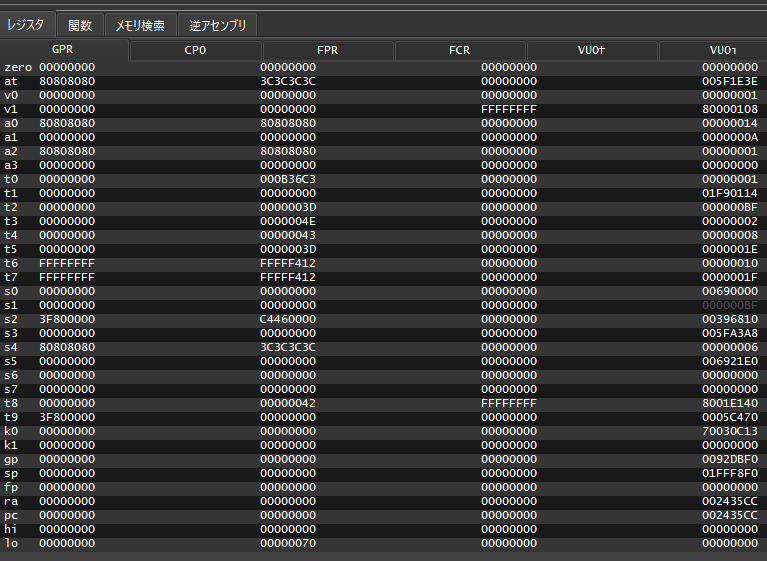 レジスタ 関数 メモリ検索 逆アセンブリ
GPR CP0 FPR FCR VU0f VU0i
zero 00000000 00000000 00000000 00000000
at 80808080 3C3C3C3C 00000000 005F1E3E
v0 00000000 00000000 00000000 00000001
v1 00000000 00000000 FFFFFFFF 80000108
a0 80808080 80808080 00000000 00000014
a1 00000000 00000000 00000000 0000000A
a2 80808080 80808080 00000000 00000001
a3 00000000 00000000 00000000 00000000
t0 00000000 000B36C3 00000000 00000001
t1 00000000 00000000 00000000 01F90114
t2 00000000 0000003D 00000000 000000BF
t3 00000000 0000004E 00000000 00000002
t4 00000000 00000043 00000000 00000008
t5 00000000 0000003D 00000000 0000001E
t6 FFFFFFFF FFFFF412 00000000 00000010
t7 FFFFFFFF FFFFF412 00000000 0000001F
s0 00000000 00000000 00000000 00690000
s1 00000000 00000000 00000000 000000BF
s2 3F800000 C4460000 00000000 00396810
s3 00000000 00000000 00000000 005FA3A8
s4 80808080 3C3C3C3C 00000000 00000006
s5 00000000 00000000 00000000 006921E0
s6 00000000 00000000 00000000 00000000
s7 00000000 00000000 00000000 00000000
t8 00000000 00000042 FFFFFFFF 8001E140
t9 3F800000 00000000 00000000 0005C470
k0 00000000 00000000 00000000 70030C13
k1 00000000 00000000 00000000 00000000
gp 00000000 00000000 00000000 0092DBF0
sp 00000000 00000000 00000000 01FFF8F0
fp 00000000 00000000 00000000 00000000
ra 00000000 00000000 00000000 002435CC
pc 00000000 00000000 00000000 002435CC
hi 00000000 00000000 00000000 00000000
lo 00000000 00000070 00000000 00000000